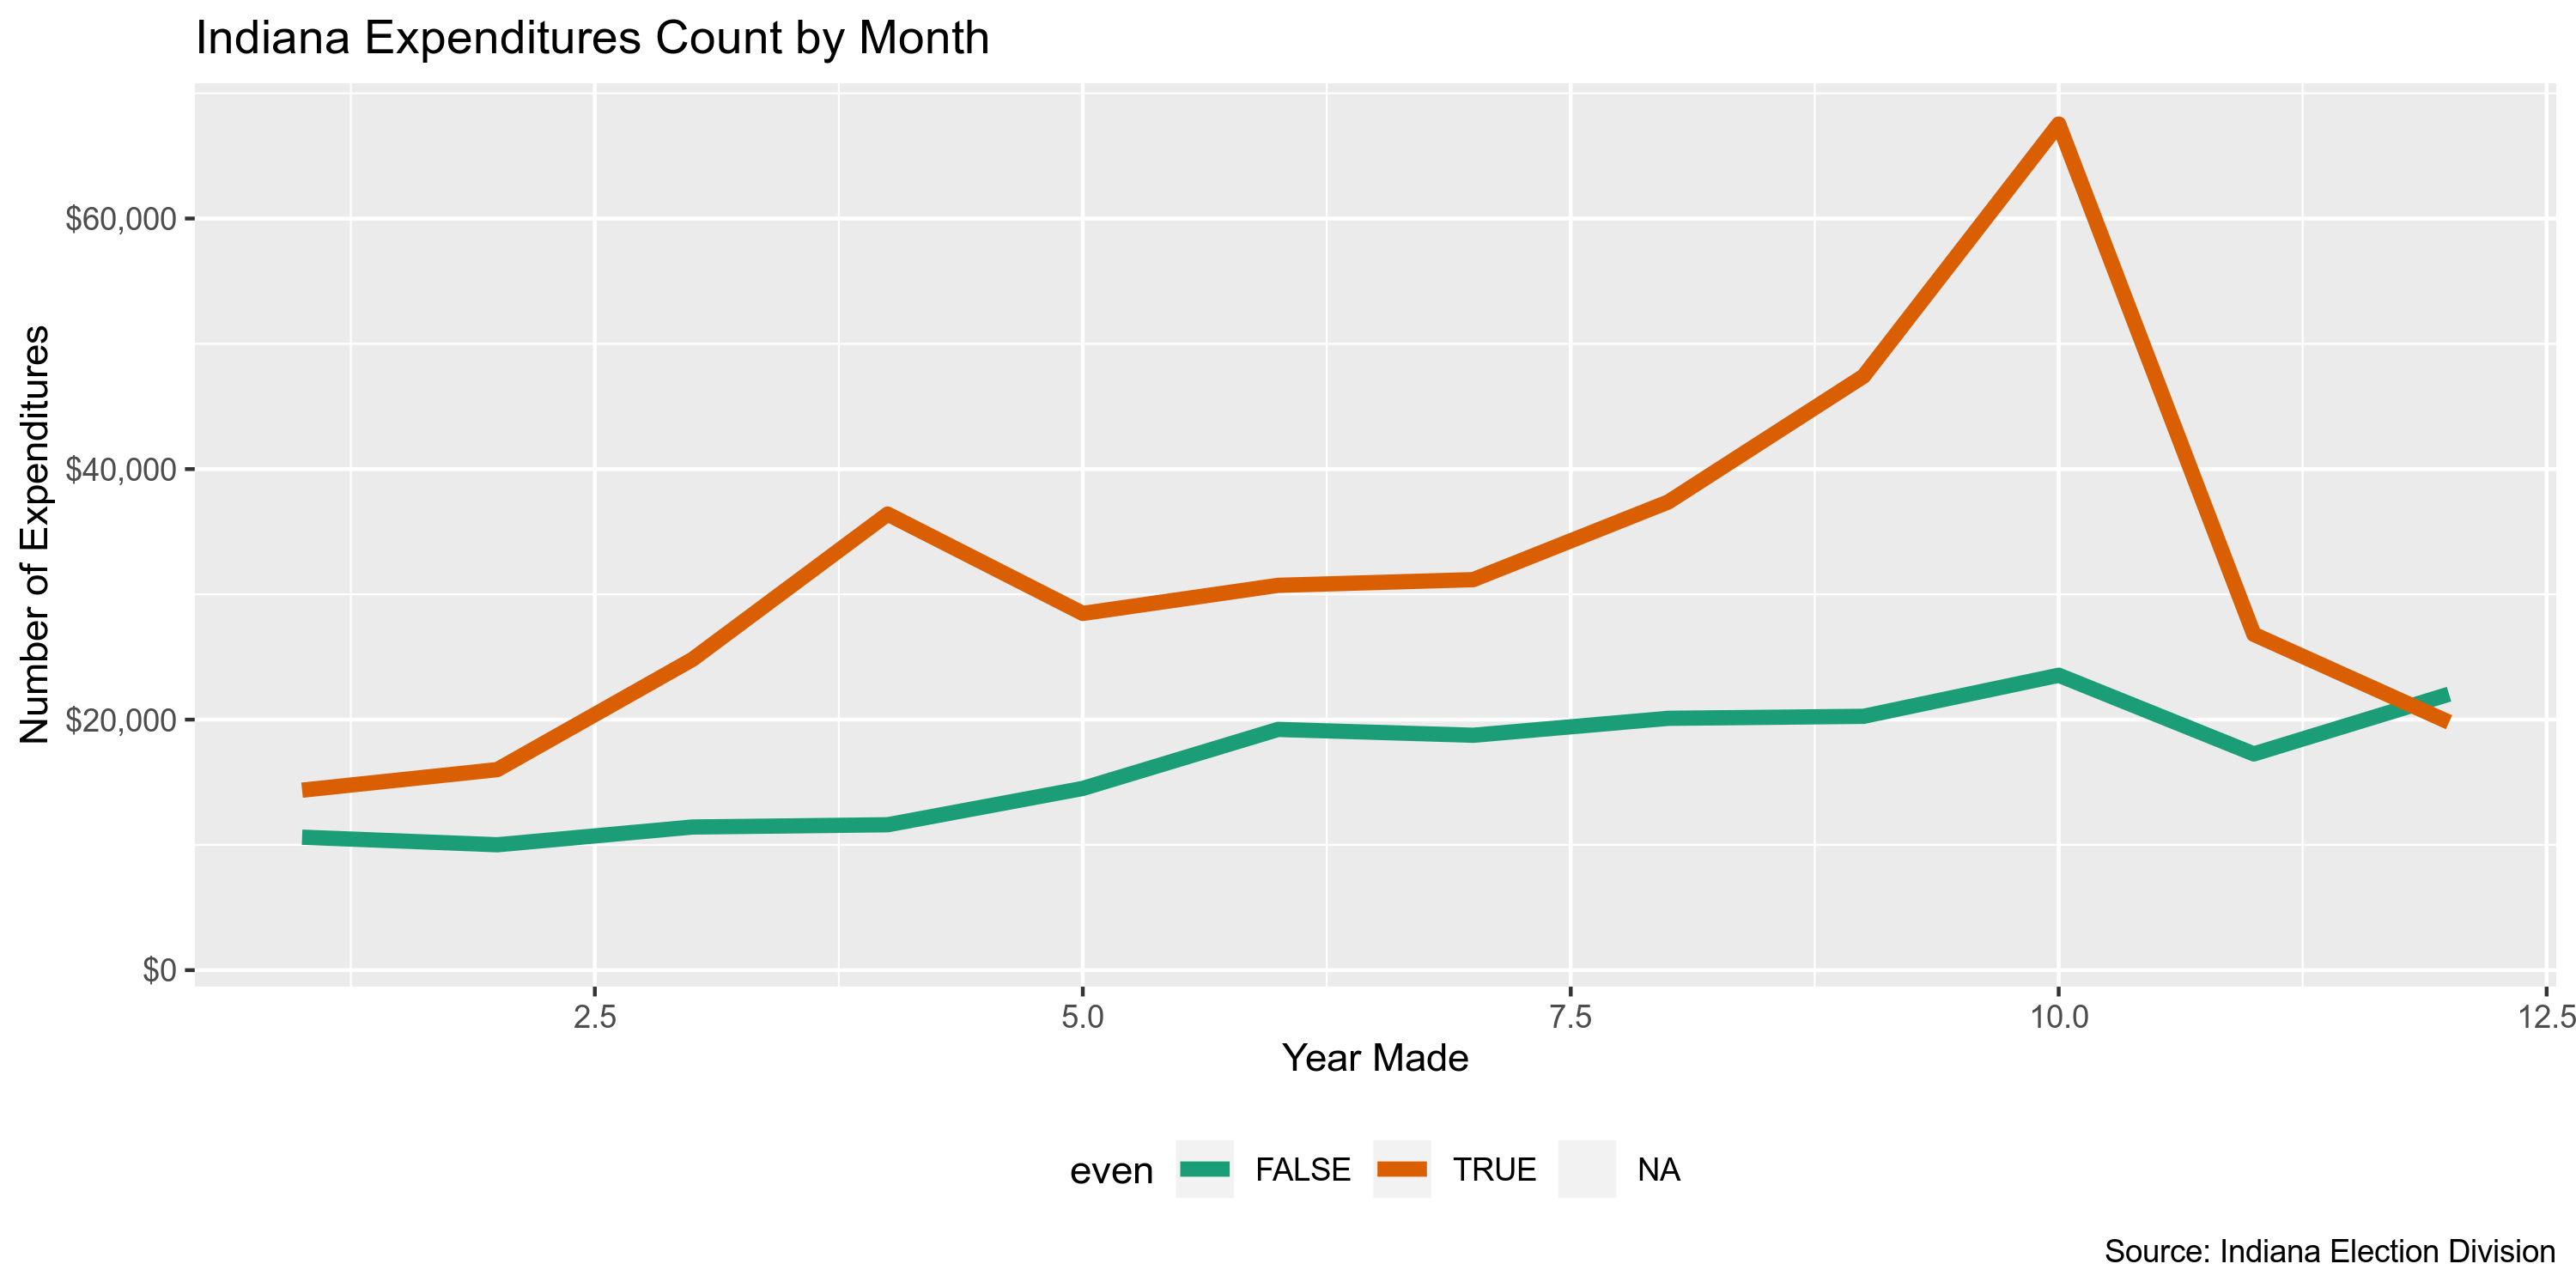 Indiana Expenditures Count by Month
Number of Expenditures
$60,000
$40,000
$20,000
$0
2.5 5.0 7.5 10.0 12.5
Year Made
even FALSE TRUE NA
Source: Indiana Election Division